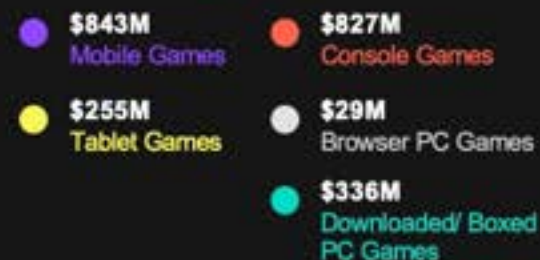 $843M
Mobile Games
$827M
Console Games
$255M
Tablet Games
$29M
Browser PC Games
$336M
Downloaded/ Boxed
PC Games